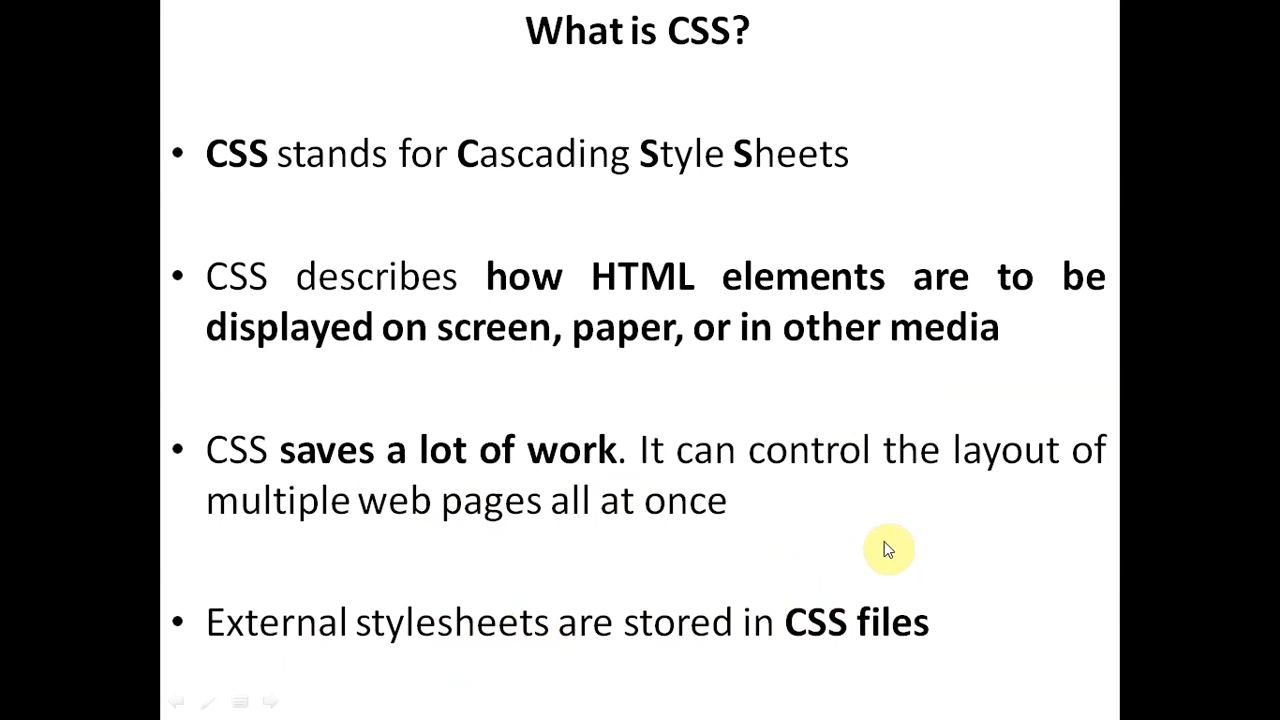 What is CSS?
• CSS stands for Cascading Style Sheets
• CSS describes how HTML elements are to be
displayed on screen, paper, or in other media
• CSS saves a lot of work. It can control the layout of
multiple web pages all at once
• External stylesheets are stored in CSS files